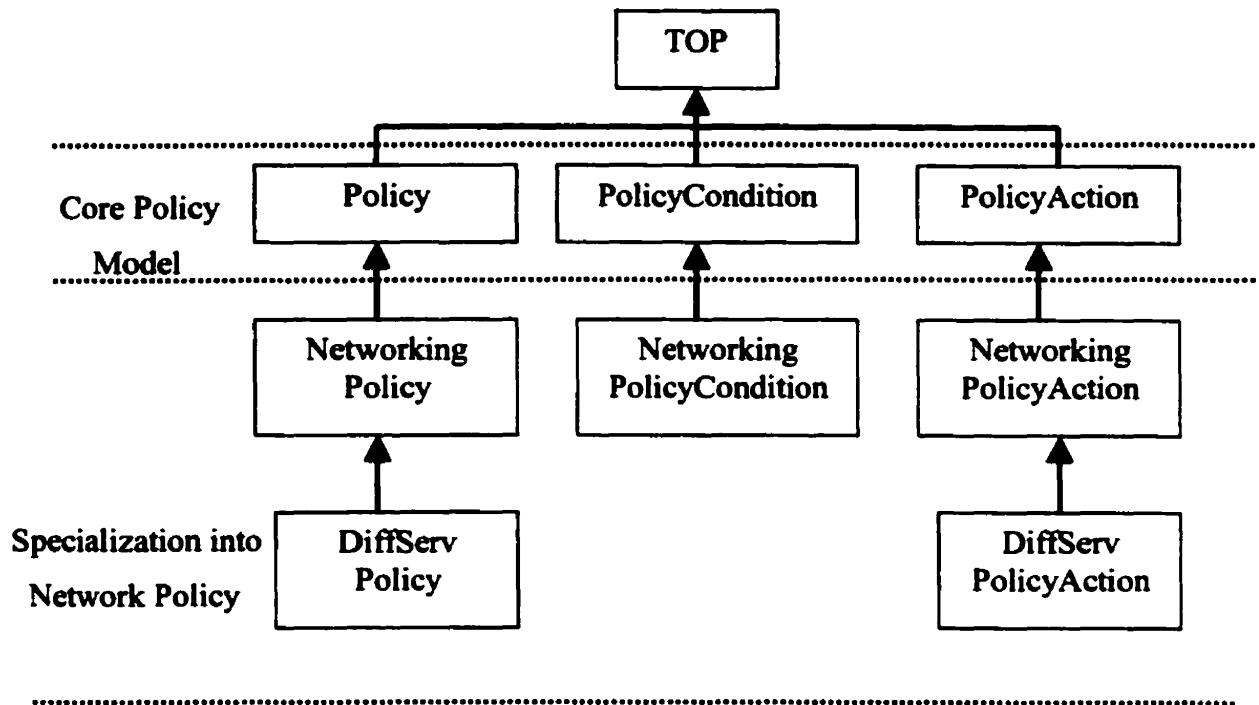 TOP
Core Policy
Model
Policy
PolicyCondition
PolicyAction
Networking
Policy
Networking
PolicyCondition
Networking
PolicyAction
Specialization into
Network Policy
DiffServ
Policy
DiffServ
PolicyAction